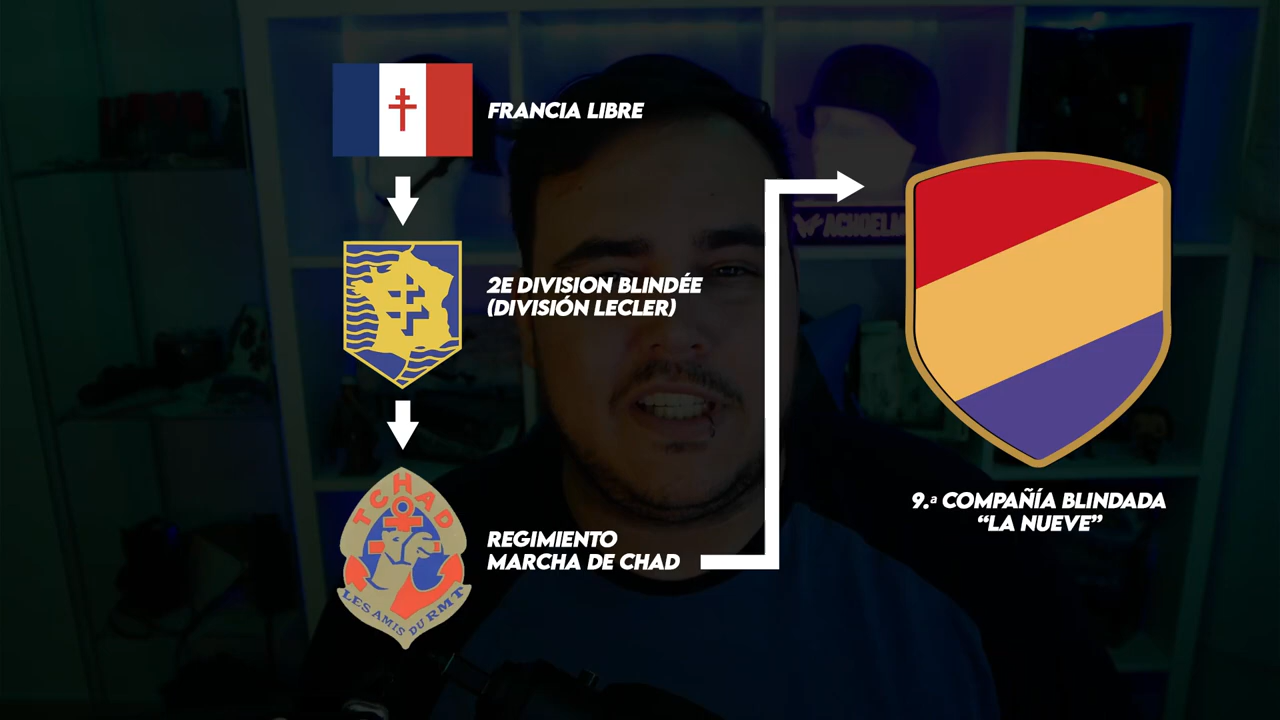 FRANCIA LIBRE
2E DIVISION BLINDÉE
(DIVISIÓN LECLER)
TCHAD
LES AMIS DU RMT
REGIMIENTO
MARCHA DE CHAD
9.ª COMPAÑÍA BLINDADA
“LA NUEVE”